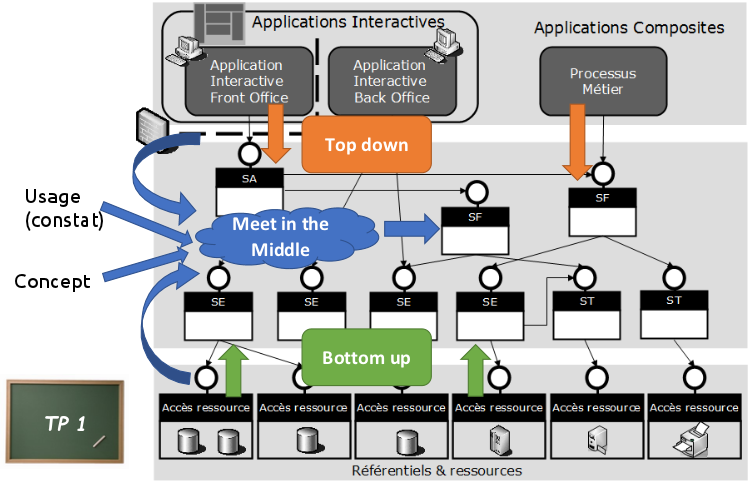 Applications Interactives
Applications Composites
Application
Interactive
Front Office
Application
Interactive
Back Office
Processus
Métier
Top down
SA
Usage
(constat)
SF
SF
Meet in the
Middle
Concept
SE
SE
SE
SE
ST
ST
Bottom up
TP 1
Accès ressource
Accès ressource
Accès ressource
Accès ressource
Accès ressource
Accès ressource
Référentiels & ressources